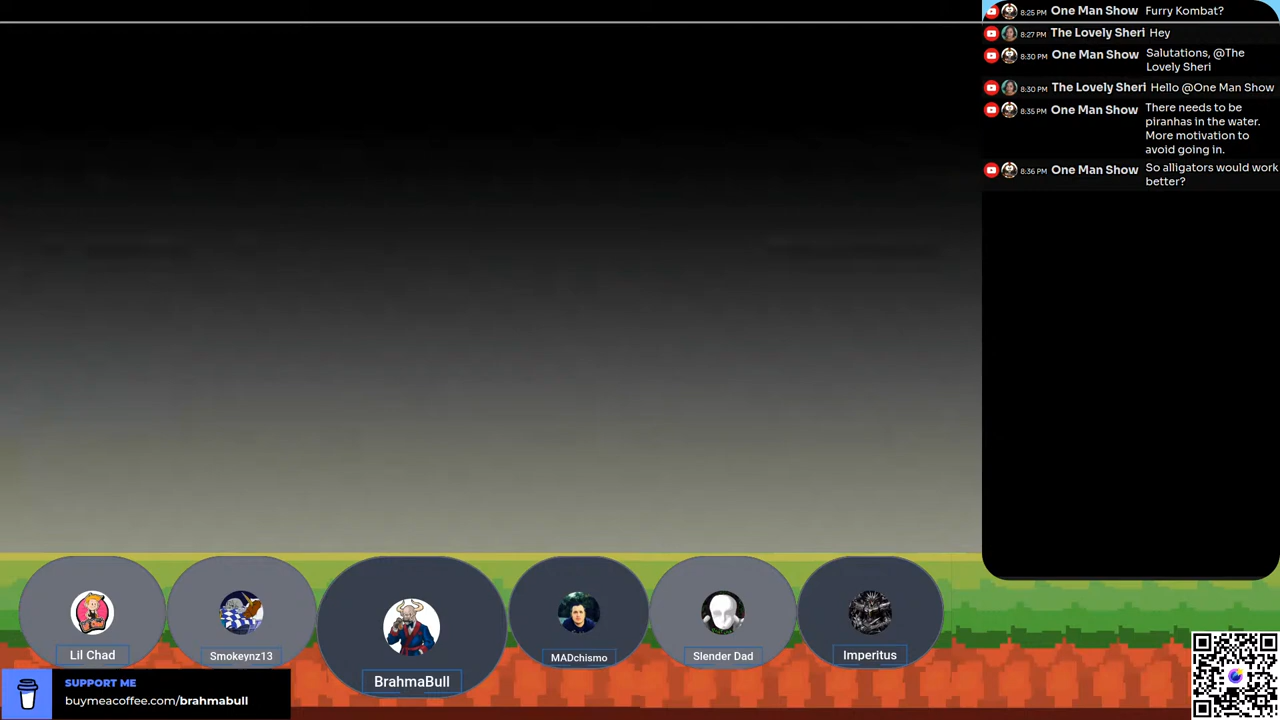 8:25 PM One Man Show Furry Kombat?
8:27 PM The Lovely Sheri Hey
8:30 PM One Man Show Salutations, @The
Lovely Sheri
8:30 PM The Lovely Sheri Hello @One Man Show
8:35 PM One Man Show There needs to be
piranhas in the water.
More motivation to
avoid going in.
8:36 PM One Man Show So alligators would work
better?
Lil Chad
Smokeynz13
BrahmaBull
MADchismo
Slender Dad
Imperitus
SUPPORT ME
buymeacoffee.com/brahmabull